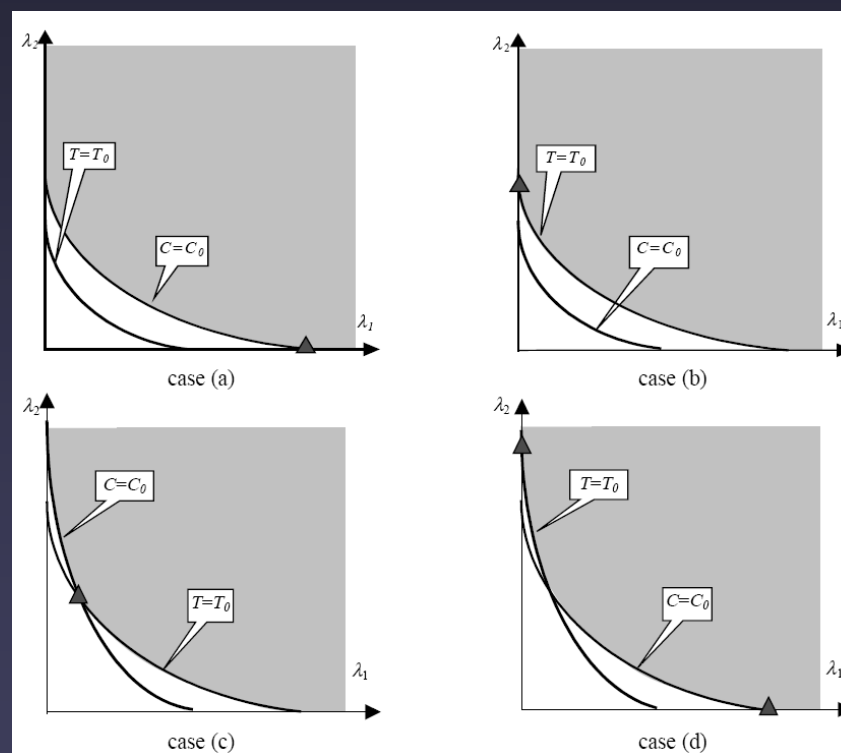 λ₂
T=T₀
C=C₀
λ₁
case (a)
λ₂
T=T₀
C=C₀
λ₁
case (b)
λ₂
C=C₀
T=T₀
λ₁
case (c)
λ₂
T=T₀
C=C₀
λ₁
case (d)